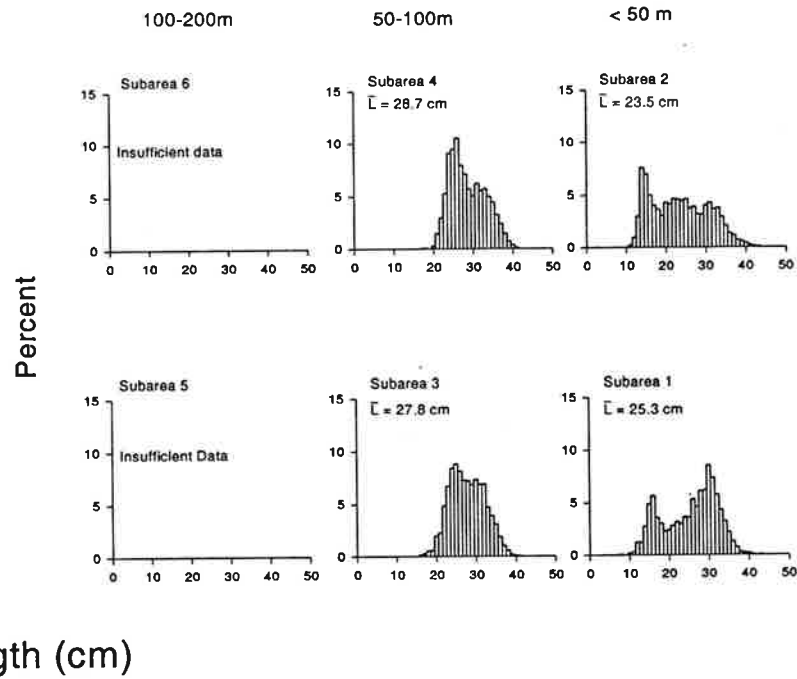 100-200m
50-100m
< 50 m
Subarea 6
Insufficient data
15
10
5
0
0 10 20 30 40 50
Subarea 4
L̅ = 28.7 cm
15
10
5
0
0 10 20 30 40 50
Subarea 2
L̅ = 23.5 cm
15
10
5
0
0 10 20 30 40 50
Percent
Subarea 5
Insufficient Data
15
10
5
0
0 10 20 30 40 50
Subarea 3
L̅ = 27.8 cm
15
10
5
0
0 10 20 30 40 50
Subarea 1
L̅ = 25.3 cm
15
10
5
0
0 10 20 30 40 50
gth (cm)